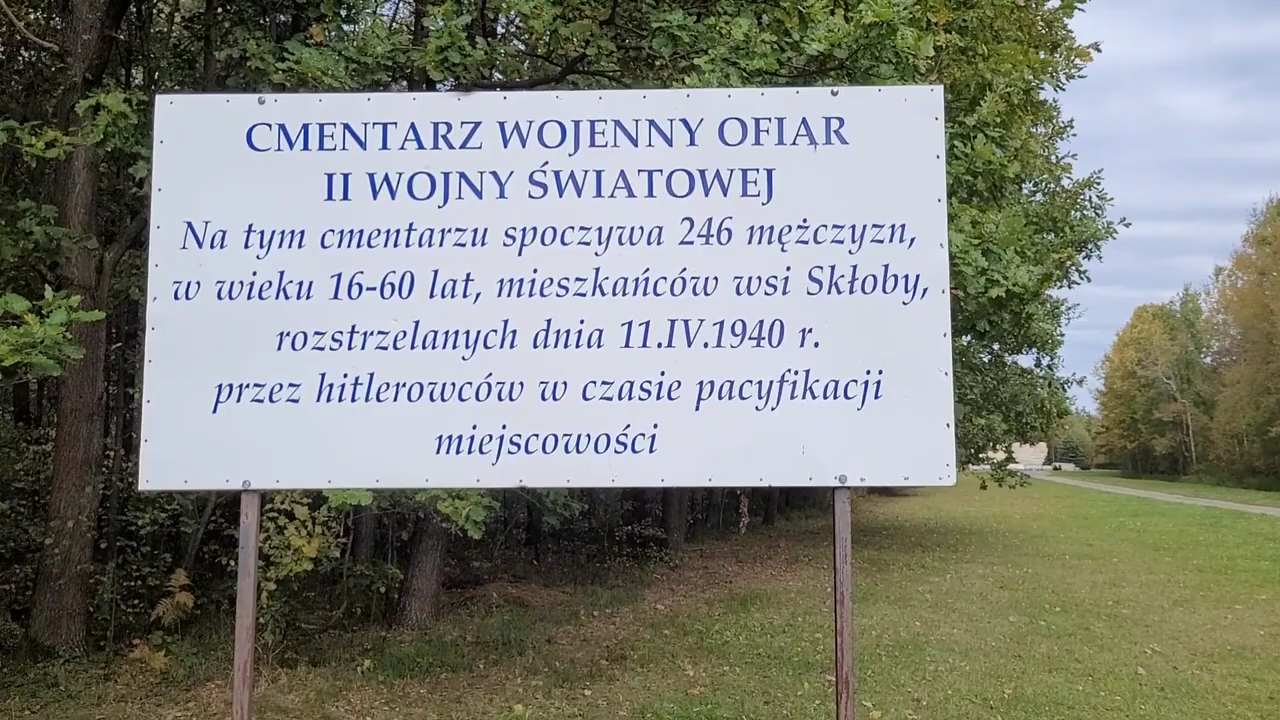 CMENTARZ WOJENNY OFIAR
II WOJNY ŚWIATOWEJ
Na tym cmentarzu spoczywa 246 mężczyzn,
w wieku 16-60 lat, mieszkańców wsi Skłoby,
rozstrzelanych dnia 11.IV.1940 r.
przez hitlerowców w czasie pacyfikacji
miejscowości